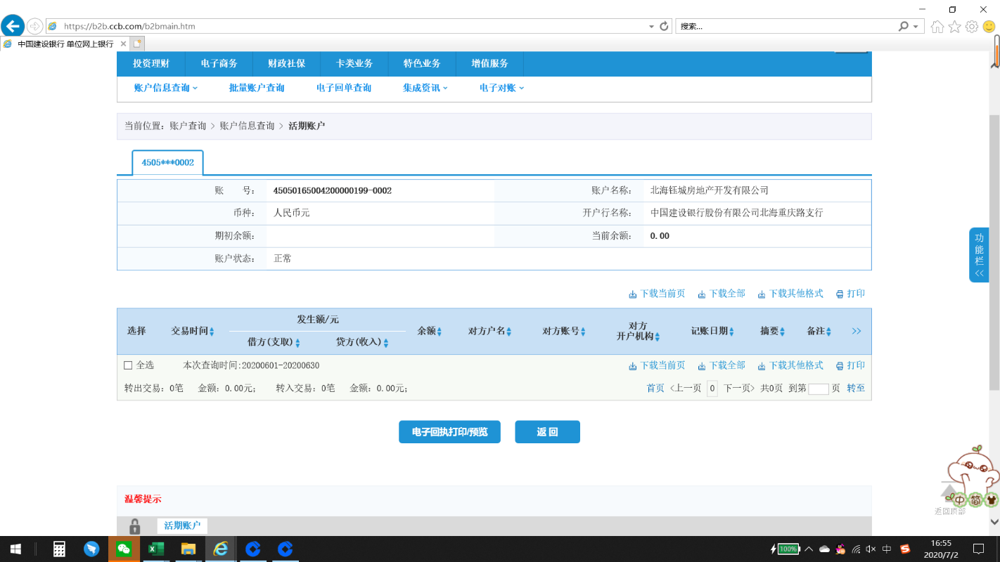 https://b2b.ccb.com/b2bmain.htm
搜索...
中国建设银行 单位网上银行
投资理财 电子商务 财政社保 卡类业务 特色业务 增值服务
账户信息查询 批量账户查询 电子回单查询 集成资讯 电子对账
当前位置：账户查询 > 账户信息查询 > 活期账户
4505***0002
账 号： 45050165004200000199-0002 账户名称： 北海钰城房地产开发有限公司
币种： 人民币元 开户行名称： 中国建设银行股份有限公司北海重庆路支行
期初余额： 当前余额： 0.00
账户状态： 正常
功能栏 <<
下载当前页 下载全部 下载其他格式 打印
选择 交易时间 发生额/元 余额 对方户名 对方账号 对方 记账日期 摘要 备注 >>
借方(支取) 贷方(收入) 开户机构
全选 本次查询时间:20200601-20200630 下载当前页 下载全部 下载其他格式 打印
转出交易：0笔 金额：0.00元； 转入交易：0笔 金额：0.00元； 首页 <上一页 0 下一页> 共0页 到第 页 转至
电子回执打印/预览 返 回
温馨提示
中 简
返回顶部
活期账户
100% 中 16:55
2020/7/2